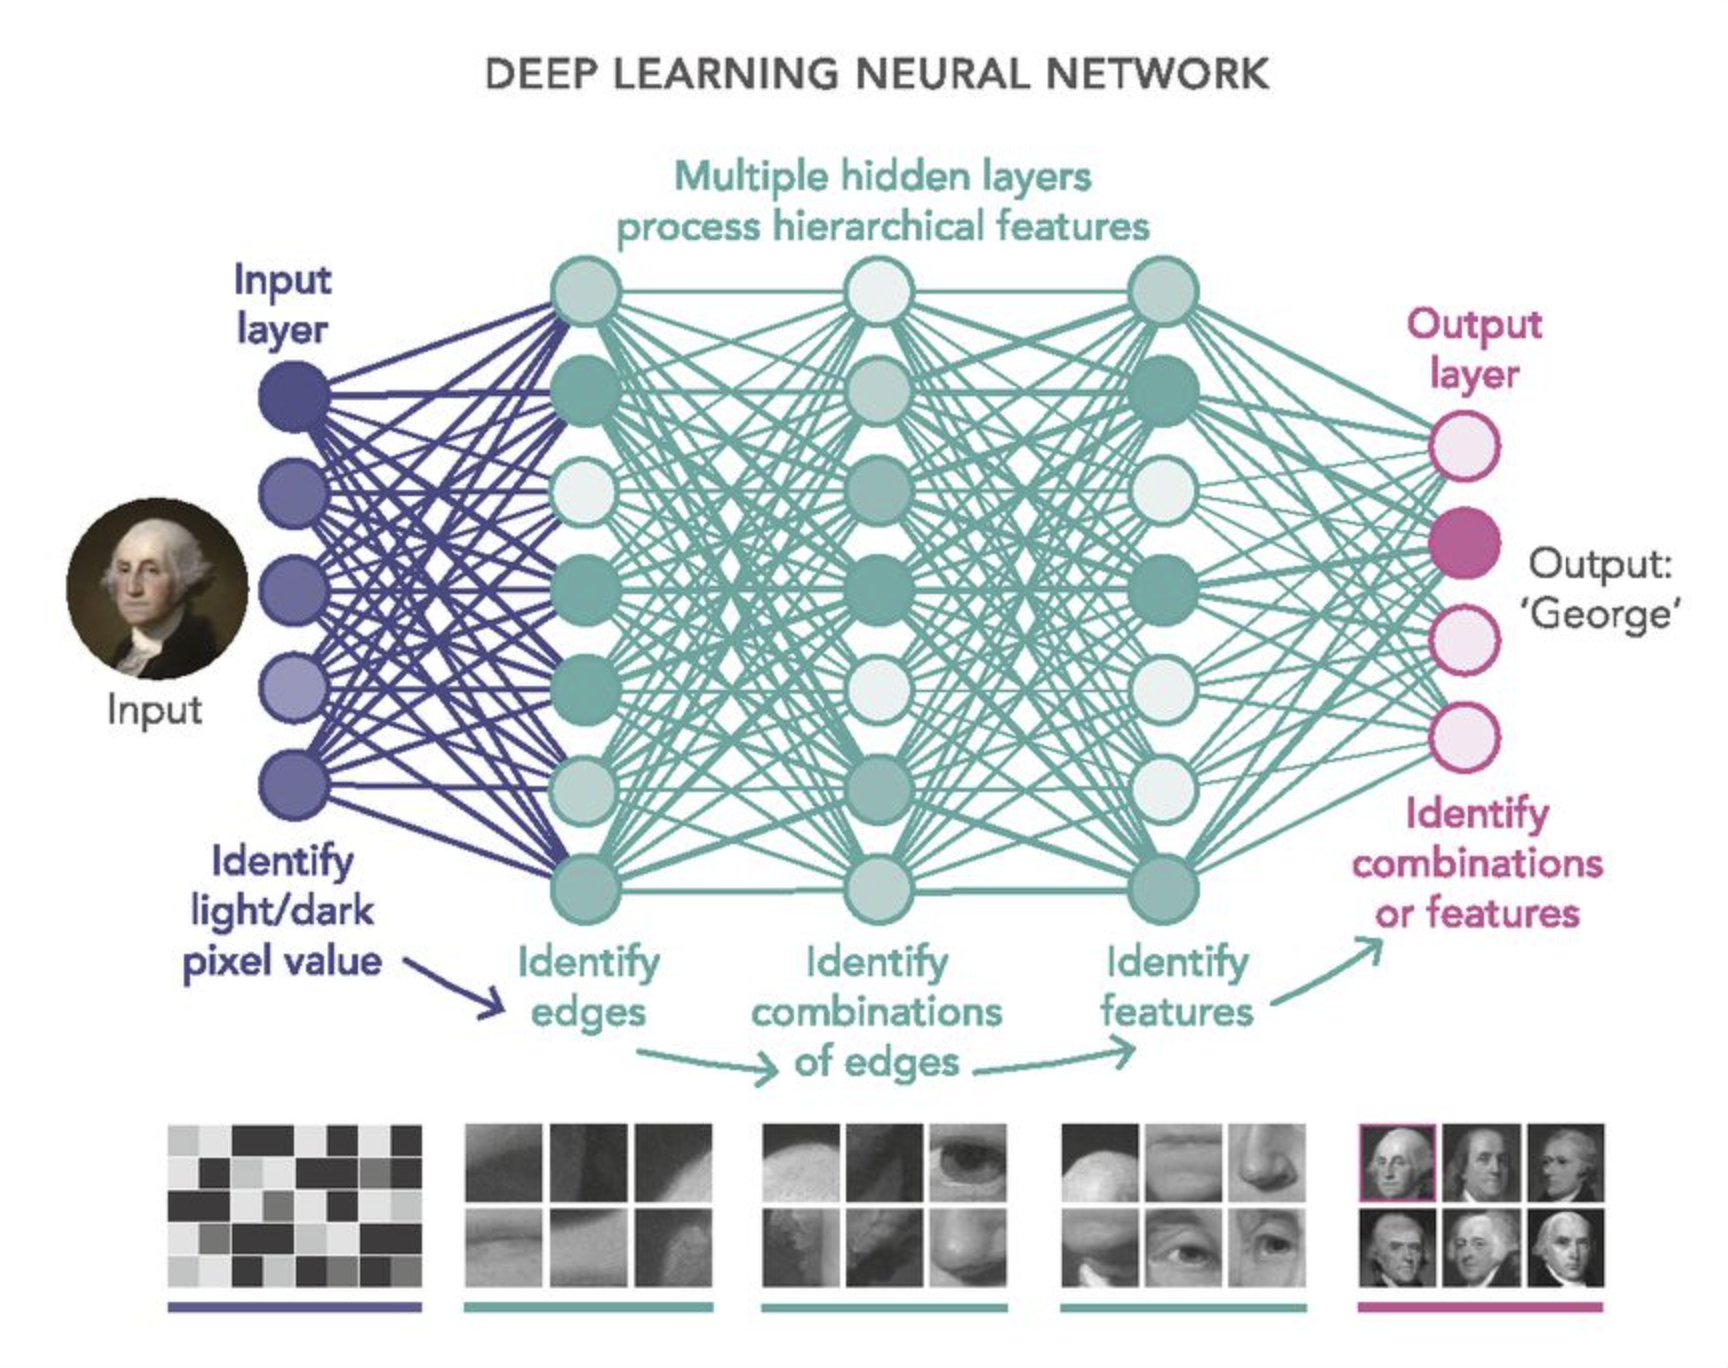 DEEP LEARNING NEURAL NETWORK
Multiple hidden layers
process hierarchical features
Input
layer
Output
layer
Input
Output:
‘George’
Identify
light/dark
pixel value
Identify
edges
Identify
combinations
of edges
Identify
features
Identify
combinations
or features